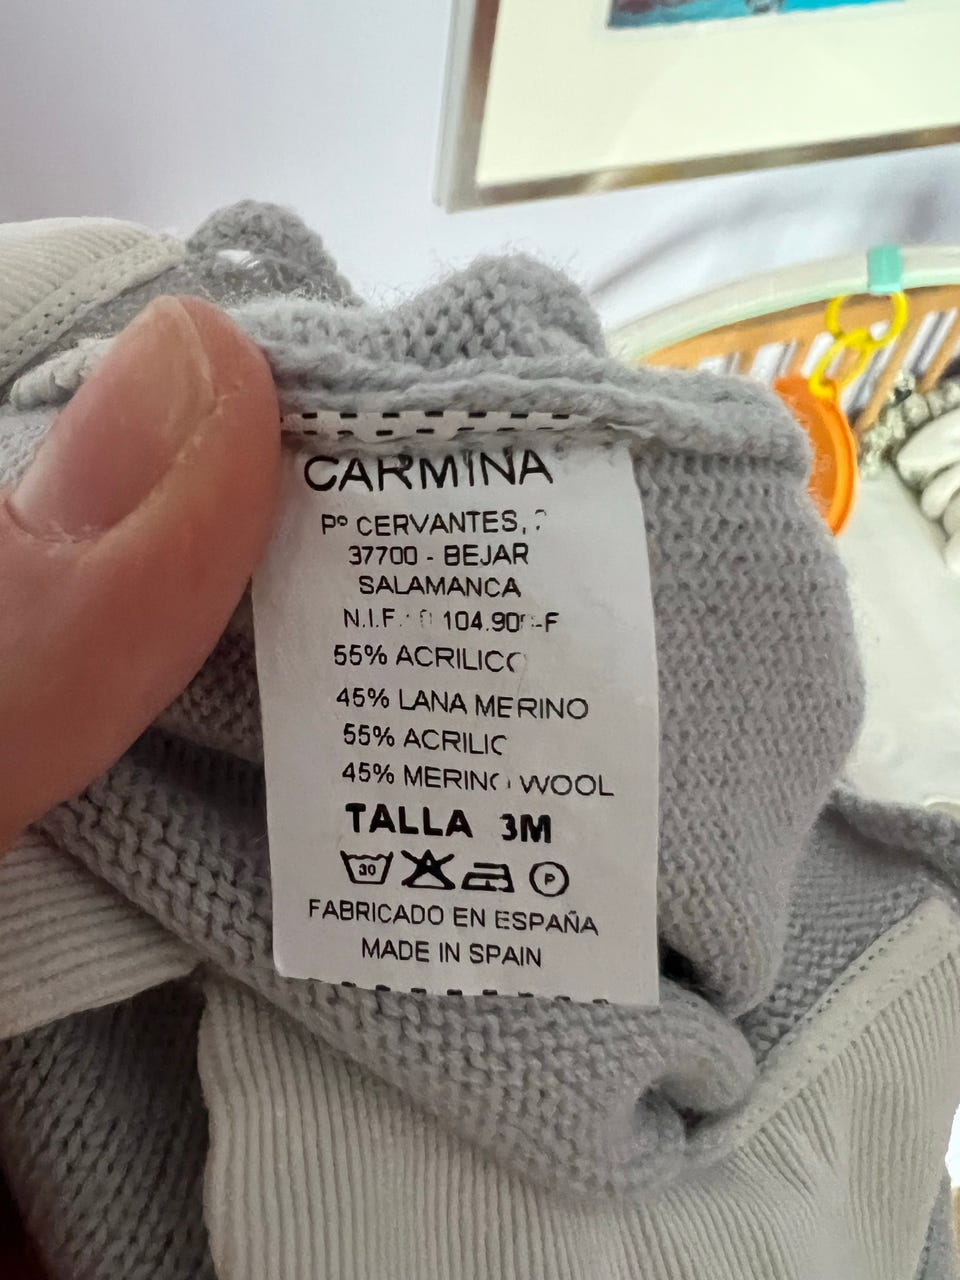 CARMINA
Pº CERVANTES,
37700 - BEJAR
SALAMANCA
N.I.F.
55% ACRILICO
45% LANA MERINO
55% ACRILIC
45% MERINO WOOL
TALLA 3M
30 P
FABRICADO EN ESPAÑA
MADE IN SPAIN